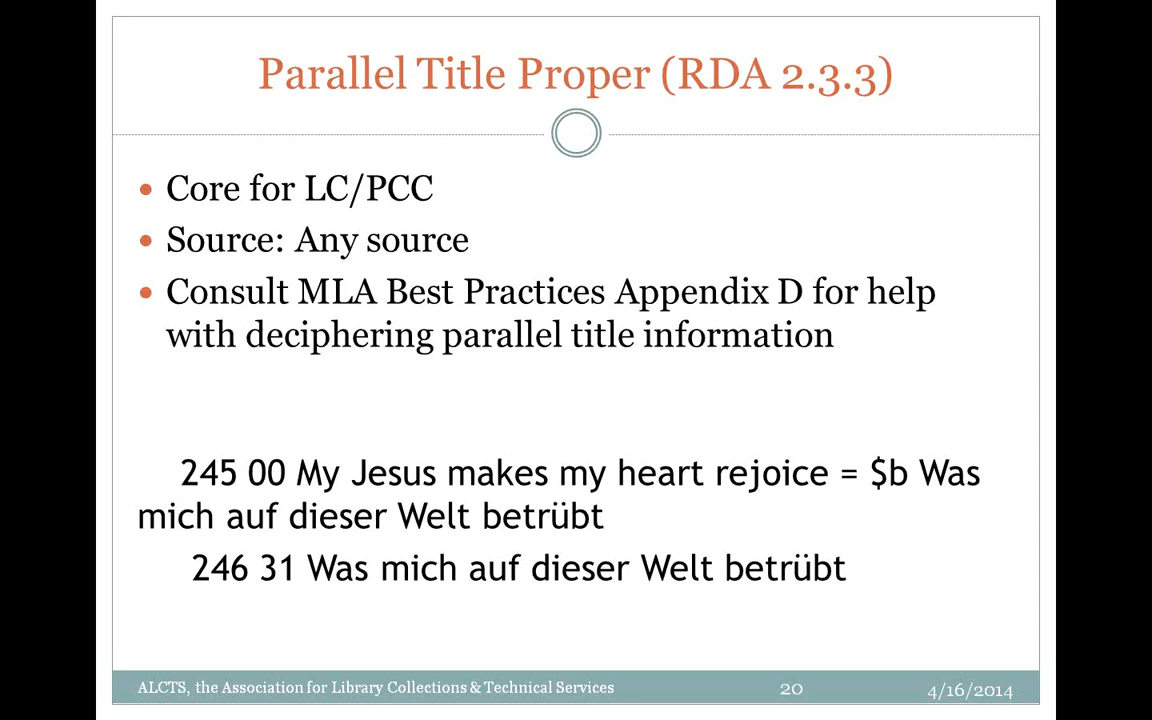 Parallel Title Proper (RDA 2.3.3)
• Core for LC/PCC
• Source: Any source
• Consult MLA Best Practices Appendix D for help
with deciphering parallel title information
245 00 My Jesus makes my heart rejoice = $b Was
mich auf dieser Welt betrübt
246 31 Was mich auf dieser Welt betrübt
ALCTS, the Association for Library Collections & Technical Services 20 4/16/2014